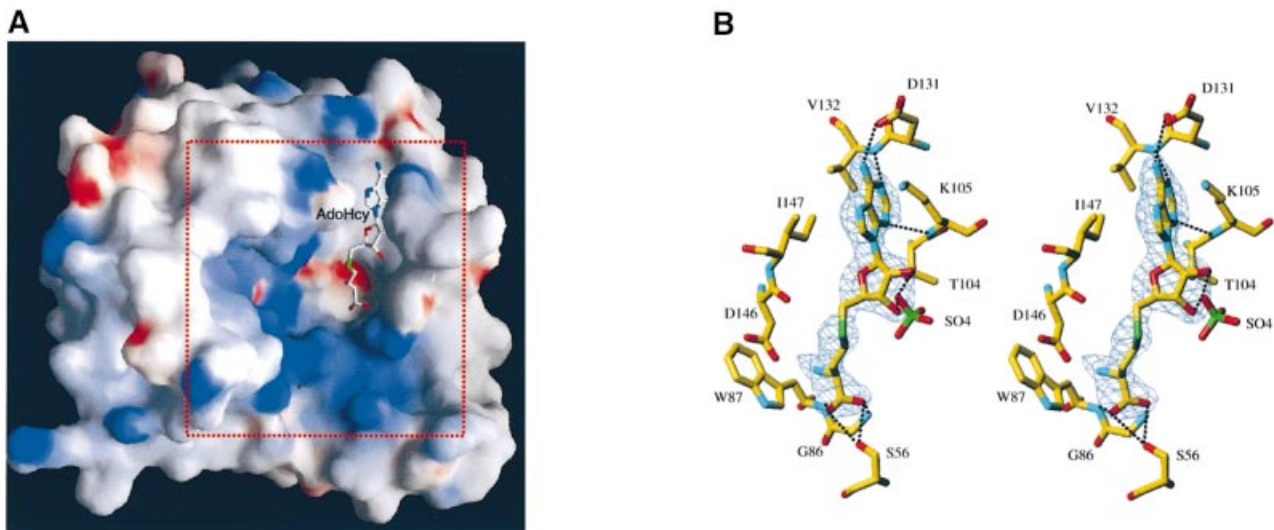 A
AdoHcy
B
D131
V132
K105
I147
T104
SO4
D146
W87
G86
S56
D131
V132
K105
I147
T104
SO4
D146
W87
G86
S56